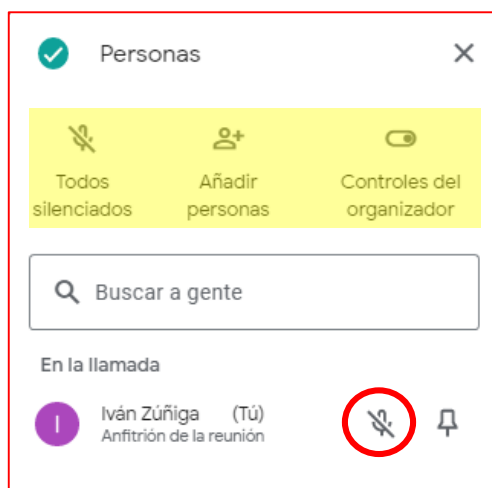 Personas
Todos silenciados
Añadir personas
Controles del organizador
Buscar a gente
En la llamada
I
Iván Zúñiga (Tú)
Anfitrión de la reunión